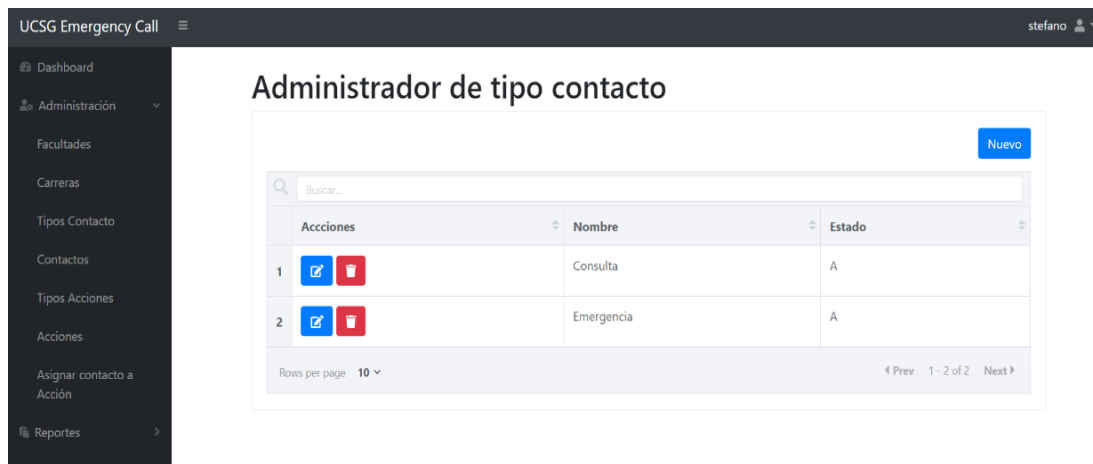 UCSG Emergency Call
stefano
Dashboard
Administración
Facultades
Carreras
Tipos Contacto
Contactos
Tipos Acciones
Acciones
Asignar contacto a
Acción
Reportes
Administrador de tipo contacto
Nuevo
Buscar...
Accciones Nombre Estado
1 Consulta A
2 Emergencia A
Rows per page 10 Prev 1 - 2 of 2 Next